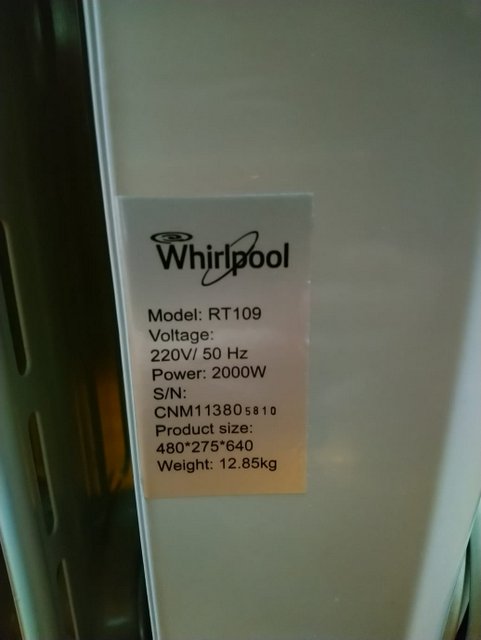 Whirlpool
Model: RT109
Voltage:
220V/ 50 Hz
Power: 2000W
S/N:
CNM113805810
Product size:
480*275*640
Weight: 12.85kg